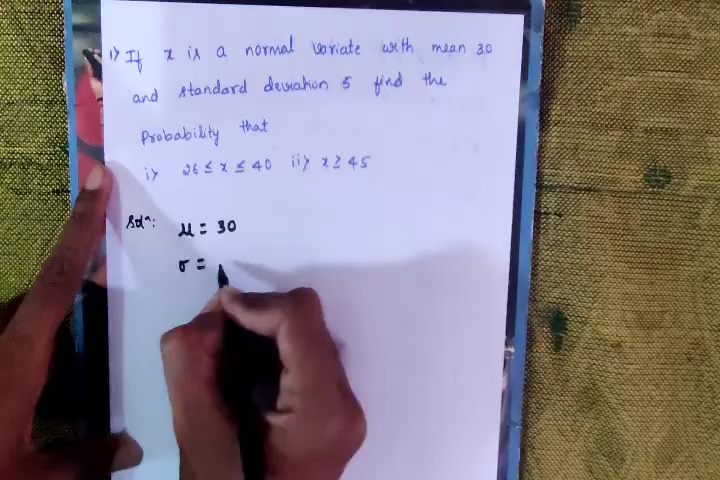 1) If x is a normal variate with mean 30
and standard deviation 5 find the
Probability that
i) 26 ≤ x ≤ 40 ii) x ≥ 45
Solⁿ: μ = 30
σ =